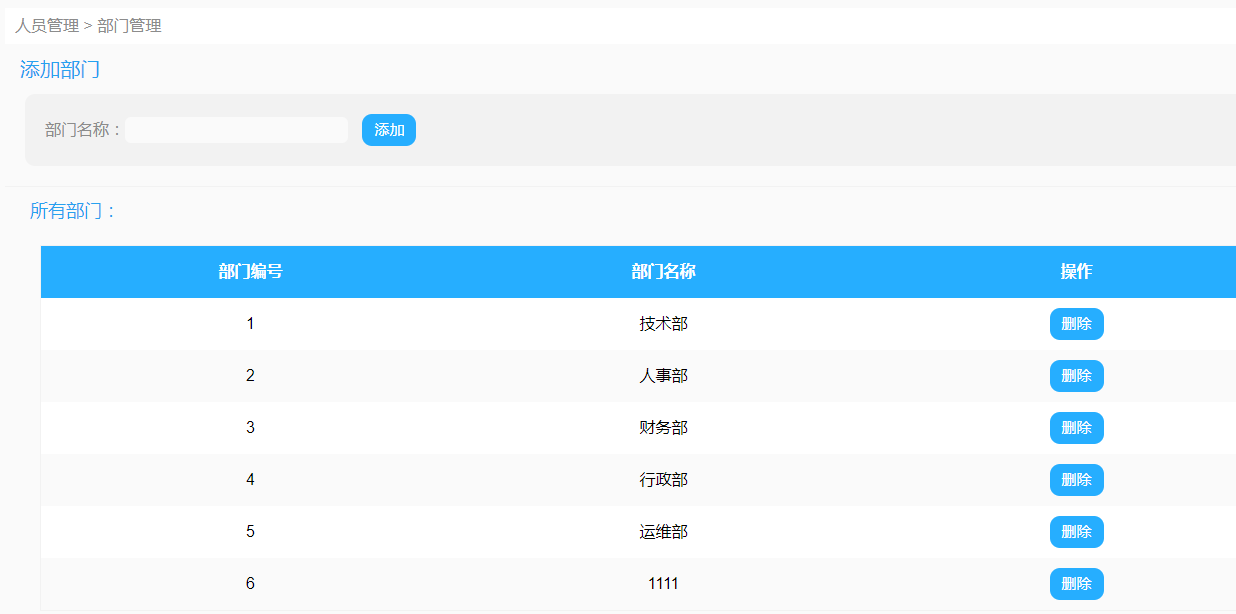 人员管理 > 部门管理
添加部门
部门名称： 添加
所有部门：
部门编号 部门名称 操作
1 技术部 删除
2 人事部 删除
3 财务部 删除
4 行政部 删除
5 运维部 删除
6 1111 删除